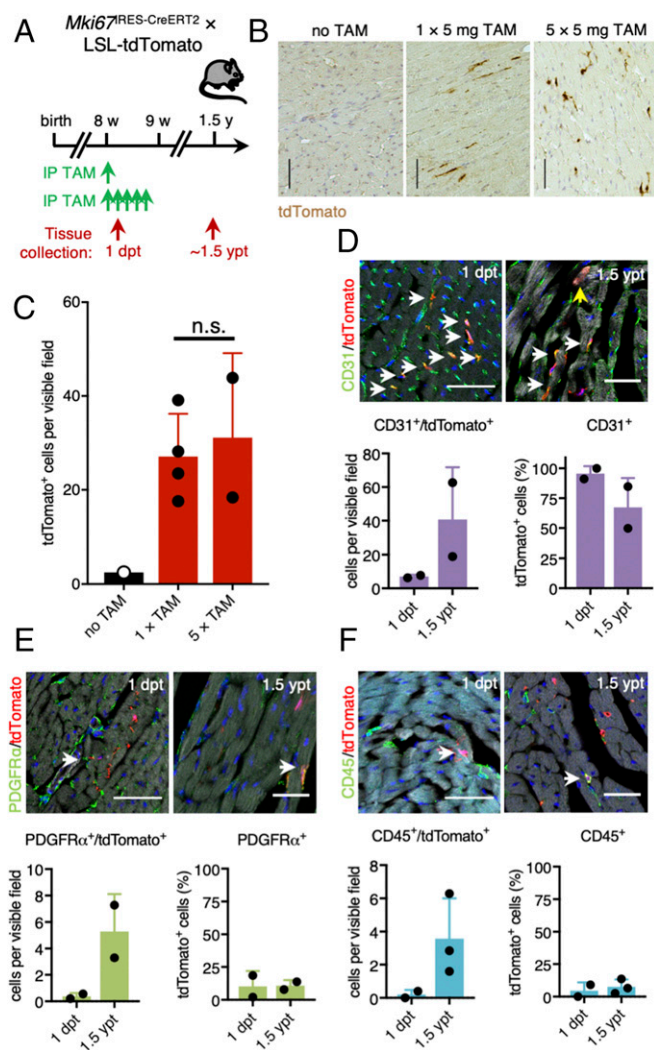 A
Mki67^IRES-CreERT2 ×
LSL-tdTomato
birth 8 w 9 w 1.5 y
IP TAM
IP TAM
Tissue
collection: 1 dpt ~1.5 ypt
B
no TAM 1 × 5 mg TAM 5 × 5 mg TAM
tdTomato
C
tdTomato+ cells per visible field
60
40
20
0
n.s.
no TAM 1 × TAM 5 × TAM
D
CD31/tdTomato
1 dpt 1.5 ypt
CD31+/tdTomato+ CD31+
cells per visible field
80
60
40
20
0
1 dpt 1.5 ypt
tdTomato+ cells (%)
100
75
50
25
0
1 dpt 1.5 ypt
E
PDGFRα/tdTomato
1 dpt 1.5 ypt
PDGFRα+/tdTomato+ PDGFRα+
cells per visible field
10
8
6
4
2
0
1 dpt 1.5 ypt
tdTomato+ cells (%)
100
75
50
25
0
1 dpt 1.5 ypt
F
CD45/tdTomato
1 dpt 1.5 ypt
CD45+/tdTomato+ CD45+
cells per visible field
8
6
4
2
0
1 dpt 1.5 ypt
tdTomato+ cells (%)
100
75
50
25
0
1 dpt 1.5 ypt